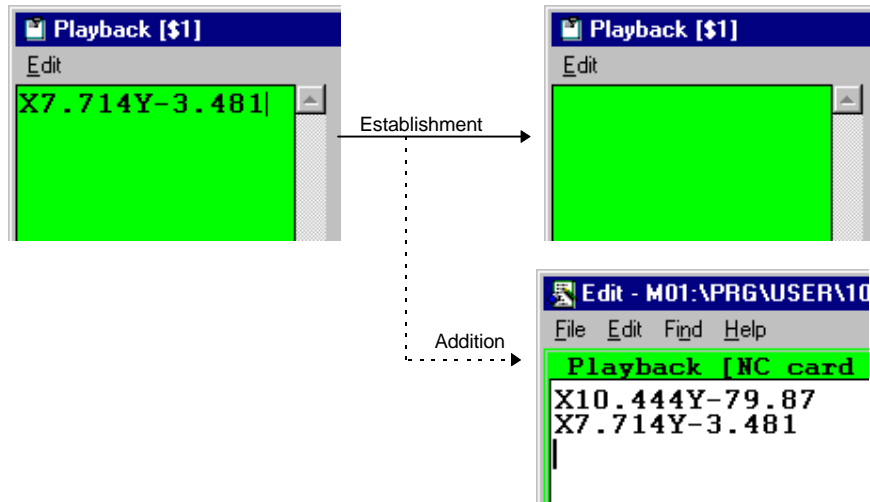 Playback [$1]
Edit
X7.714Y-3.481
Establishment
Playback [$1]
Edit
Addition
Edit - M01:\PRG\USER\10
File Edit Find Help
Playback [NC card
X10.444Y-79.87
X7.714Y-3.481